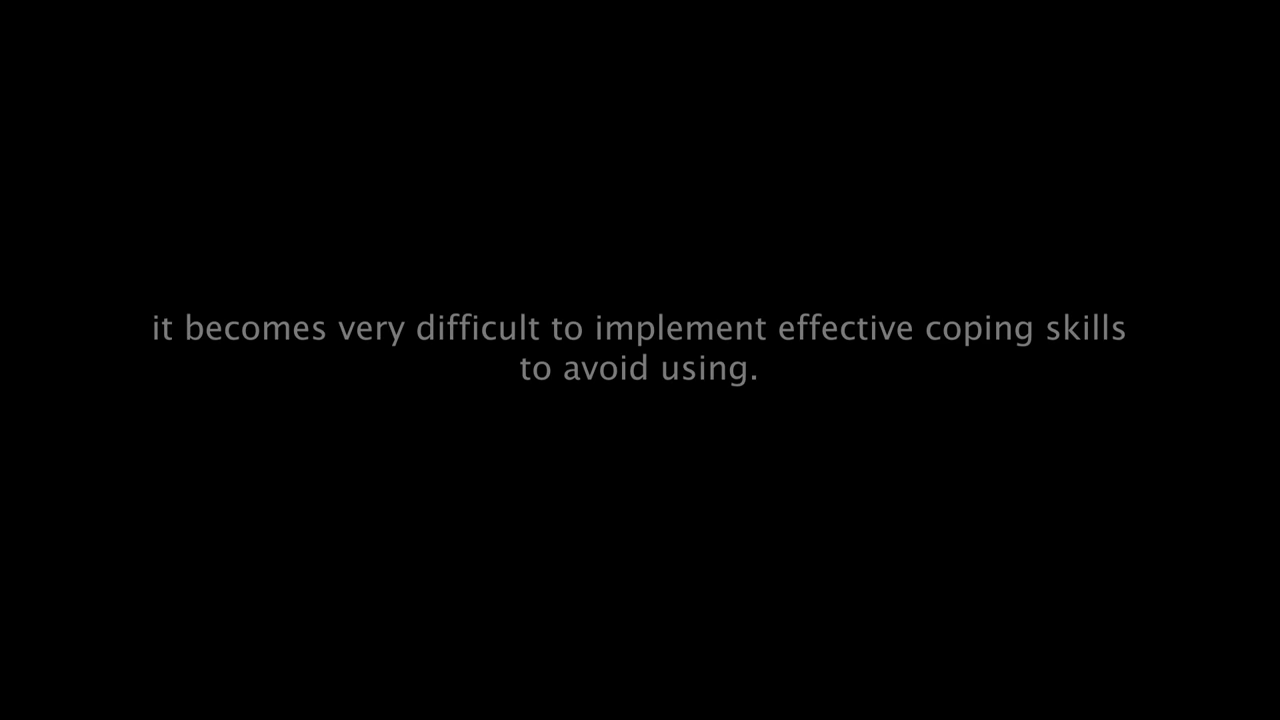 it becomes very difficult to implement effective coping skills
to avoid using.